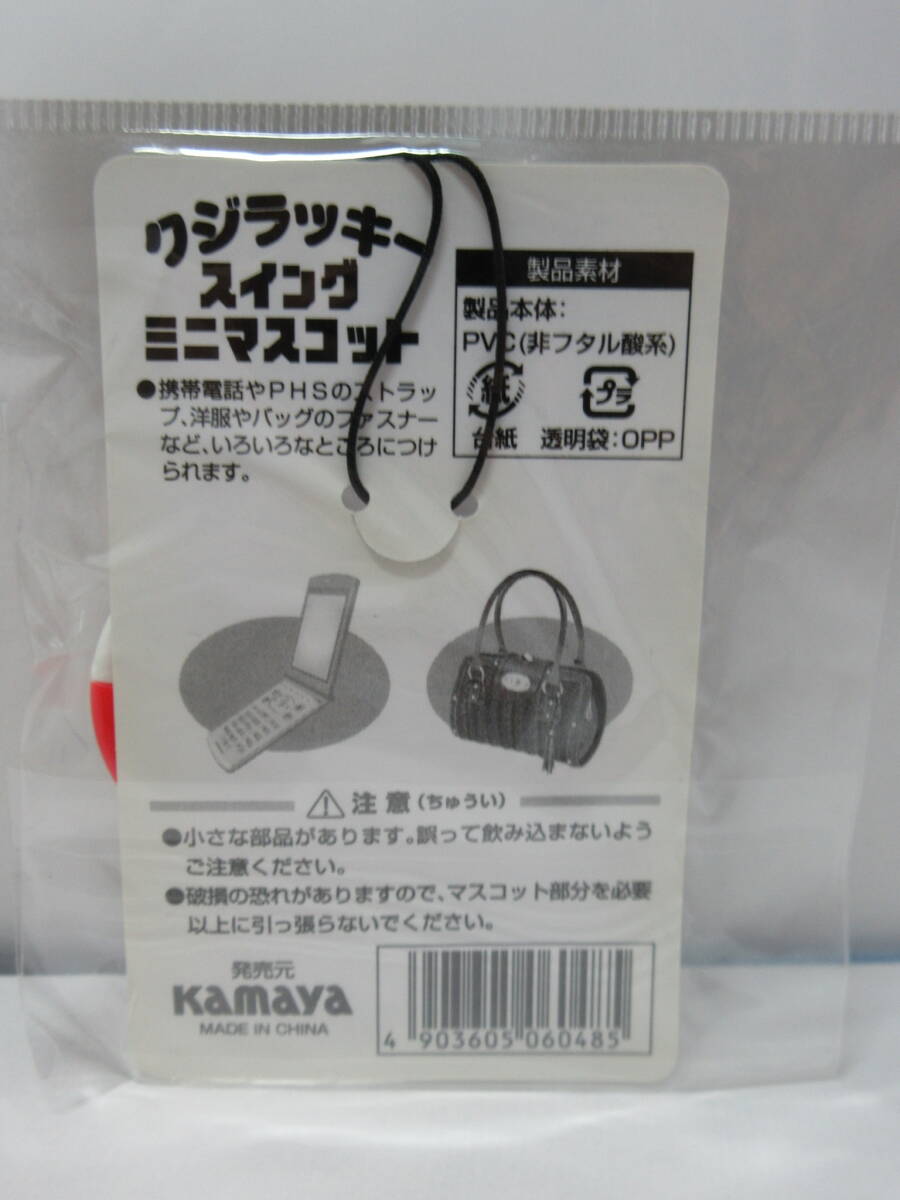 クジラッキー
スイング
ミニマスコット
●携帯電話やPHSのストラッ
プ、洋服やバッグのファスナー
など、いろいろなところにつけ
られます。
製品素材
製品本体:
PVC(非フタル酸系)
紙 プラ
台紙 透明袋:OPP
注意(ちゅうい)
●小さな部品があります。誤って飲み込まないよう
ご注意ください。
●破損の恐れがありますので、マスコット部分を必要
以上に引っ張らないでください。
発売元
Kamaya
MADE IN CHINA
4 903605 060485